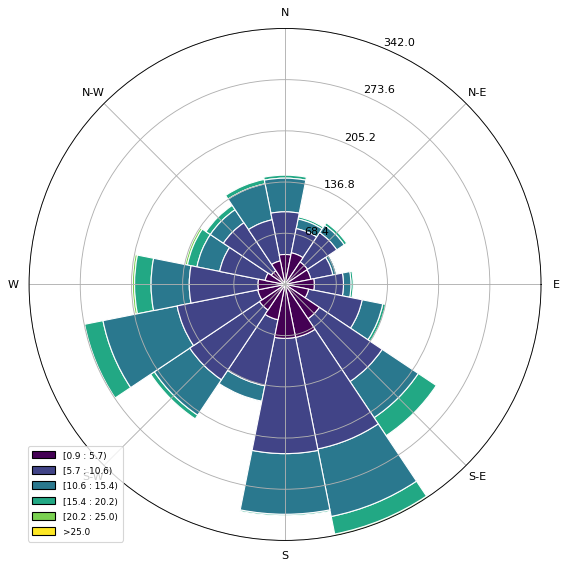 N
342.0
N-W
N-E
273.6
205.2
136.8
68.4
W
E
[0.9 : 5.7)
[5.7 : 10.6)
[10.6 : 15.4)
[15.4 : 20.2)
[20.2 : 25.0)
>25.0
S-W
S-E
S